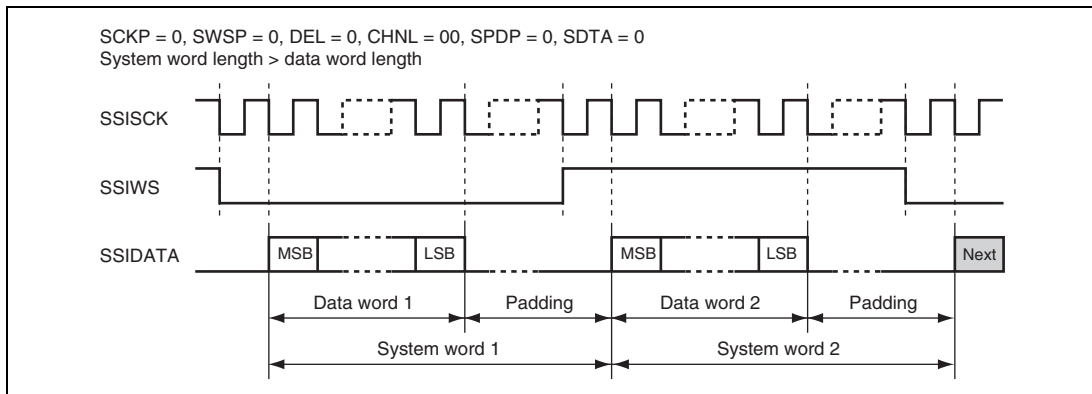 SCKP = 0, SWSP = 0, DEL = 0, CHNL = 00, SPDP = 0, SDTA = 0
System word length > data word length
SSISCK
SSIWS
SSIDATA
MSB LSB MSB LSB Next
Data word 1 Padding Data word 2 Padding
System word 1 System word 2